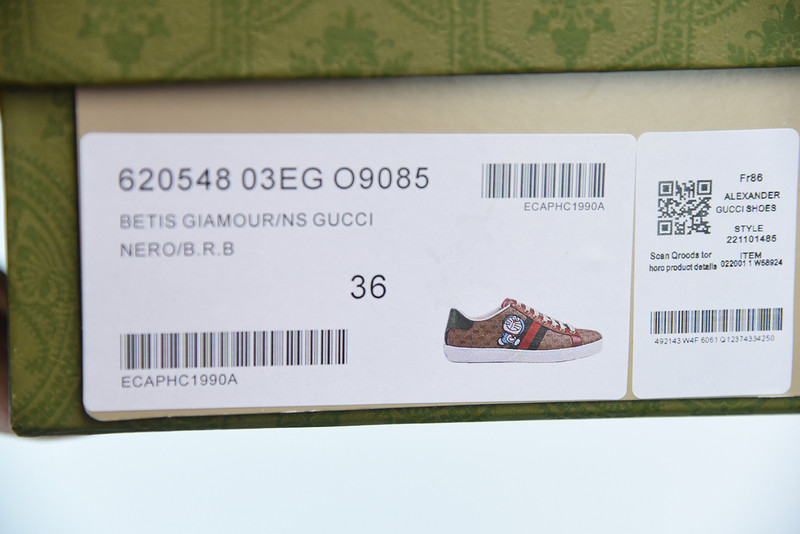 620548 03EG O9085
BETIS GIAMOUR/NS GUCCI
NERO/B.R.B
36
ECAPHC1990A
ECAPHC1990A
Fr86
ALEXANDER
GUCCI SHOES
STYLE
221101485
Scan Qroods tor
horo product details
ITEM
022001 1 W58924
492143 W4F 6061 Q12374334250